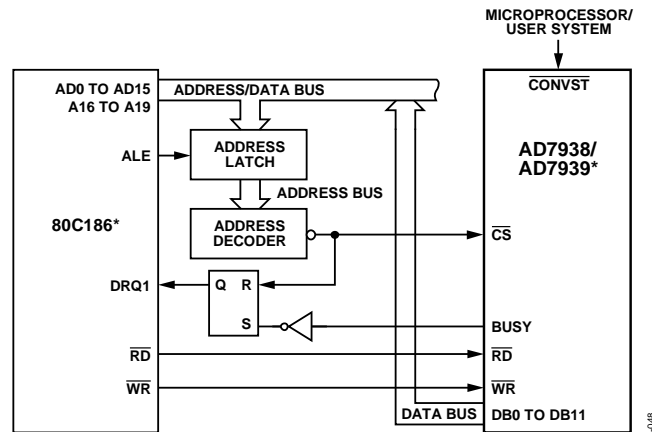 MICROPROCESSOR/
USER SYSTEM
AD0 TO AD15
A16 TO A19
ADDRESS/DATA BUS
CONVST
ALE
ADDRESS
LATCH
AD7938/
AD7939*
ADDRESS BUS
80C186*
ADDRESS
DECODER
CS
DRQ1
Q R
S
BUSY
RD
RD
WR
WR
DATA BUS
DB0 TO DB11
-048